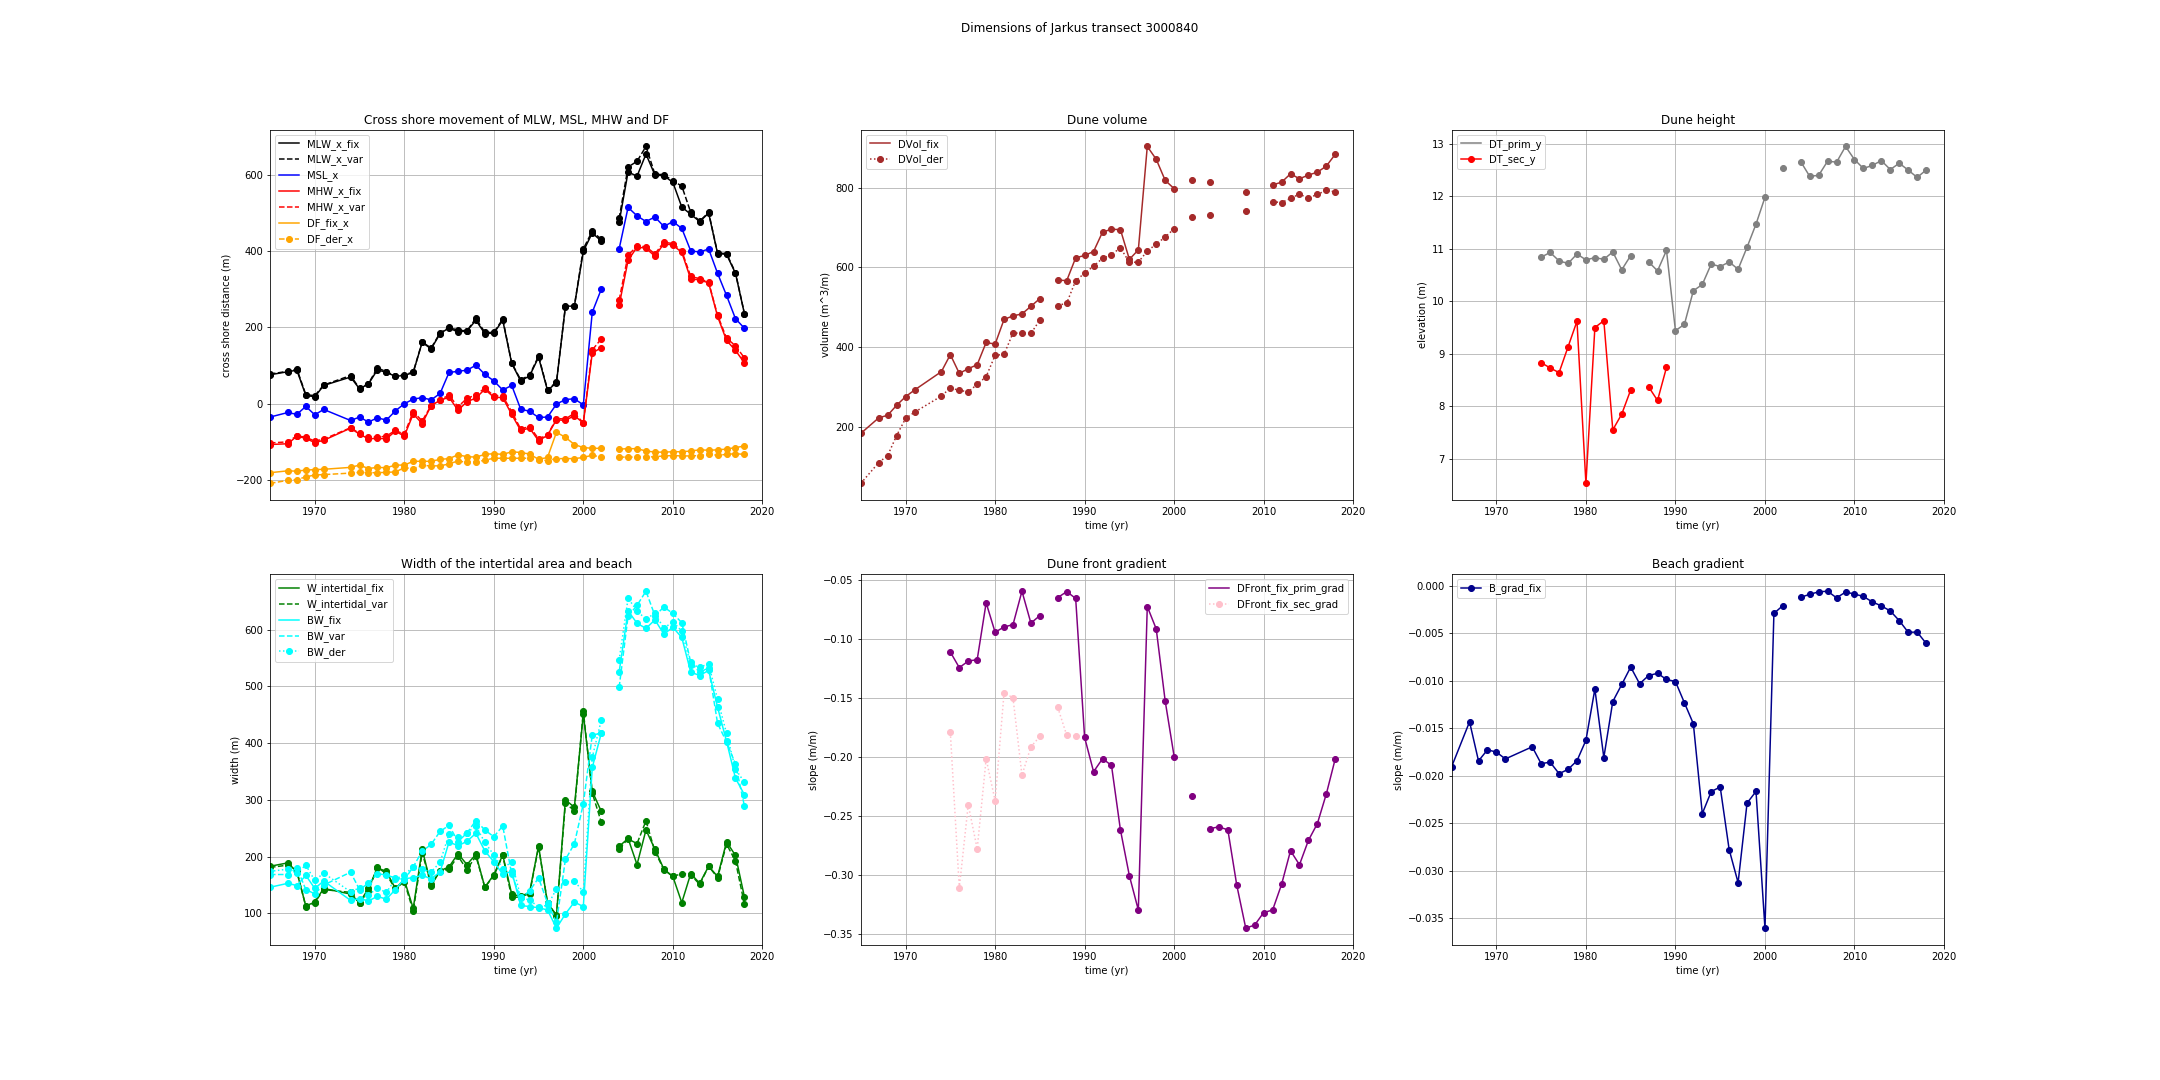 Dimensions of Jarkus transect 3000840
Cross shore movement of MLW, MSL, MHW and DF
MLW_x_fix
MLW_x_var
MSL_x
MHW_x_fix
MHW_x_var
DF_fix_x
DF_der_x
600
400
200
0
−200
cross shore distance (m)
1970 1980 1990 2000 2010 2020
time (yr)
Dune volume
DVol_fix
DVol_der
800
600
400
200
volume (m^3/m)
1970 1980 1990 2000 2010 2020
time (yr)
Dune height
DT_prim_y
DT_sec_y
13
12
11
10
9
8
7
elevation (m)
1970 1980 1990 2000 2010 2020
time (yr)
Width of the intertidal area and beach
W_intertidal_fix
W_intertidal_var
BW_fix
BW_var
BW_der
600
500
400
300
200
100
width (m)
1970 1980 1990 2000 2010 2020
time (yr)
Dune front gradient
DFront_fix_prim_grad
DFront_fix_sec_grad
−0.05
−0.10
−0.15
−0.20
−0.25
−0.30
−0.35
slope (m/m)
1970 1980 1990 2000 2010 2020
time (yr)
Beach gradient
B_grad_fix
0.000
−0.005
−0.010
−0.015
−0.020
−0.025
−0.030
−0.035
slope (m/m)
1970 1980 1990 2000 2010 2020
time (yr)